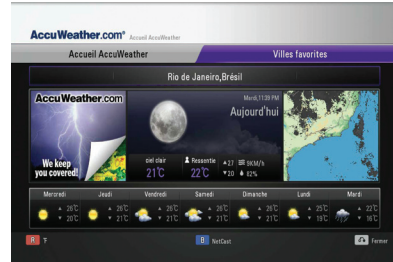 AccuWeather.com® Accueil AccuWeather
Accueil AccuWeather Villes favorites
Rio de Janeiro,Brésil
AccuWeather.com
We keep you covered!
Mardi,11:39 PM
Aujourd'hui
ciel clair
21℃
Ressentie
22℃
▲27 9KM/h
▼20 82%
Mercredi Jeudi Vendredi Samedi Dimanche Lundi Mardi
▲ 26℃ ▲ 26℃ ▲ 26℃ ▲ 26℃ ▲ 26℃ ▲ 25℃ ▲ 22℃
▼ 20℃ ▼ 21℃ ▼ 21℃ ▼ 21℃ ▼ 21℃ ▼ 19℃ ▼ 16℃
R °F B NetCast Fermer